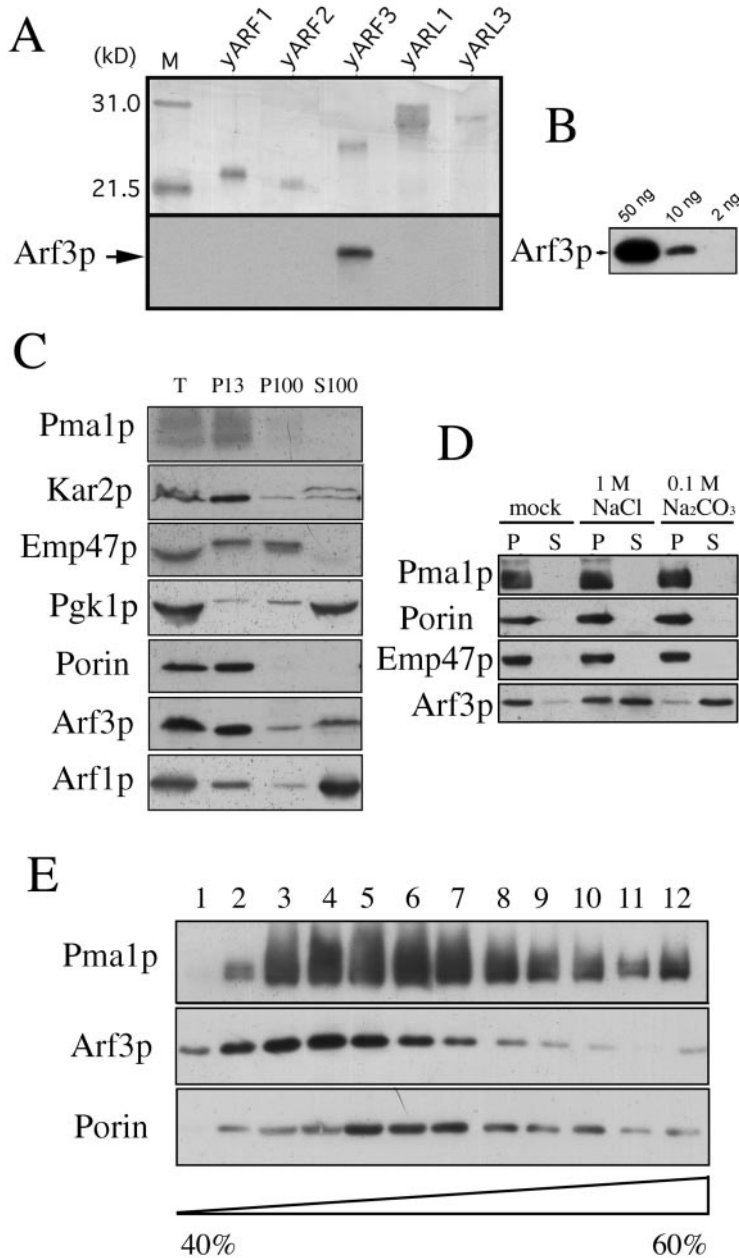 A
(kD)
M
yARF1
yARF2
yARF3
yARL1
yARL3
31.0
21.5
Arf3p
B
50 ng
10 ng
2 ng
Arf3p
C
T P13 P100 S100
Pma1p
Kar2p
Emp47p
Pgk1p
Porin
Arf3p
Arf1p
D
mock
1 M NaCl
0.1 M Na₂CO₃
P S P S P S
Pma1p
Porin
Emp47p
Arf3p
E
1 2 3 4 5 6 7 8 9 10 11 12
Pma1p
Arf3p
Porin
40% 60%